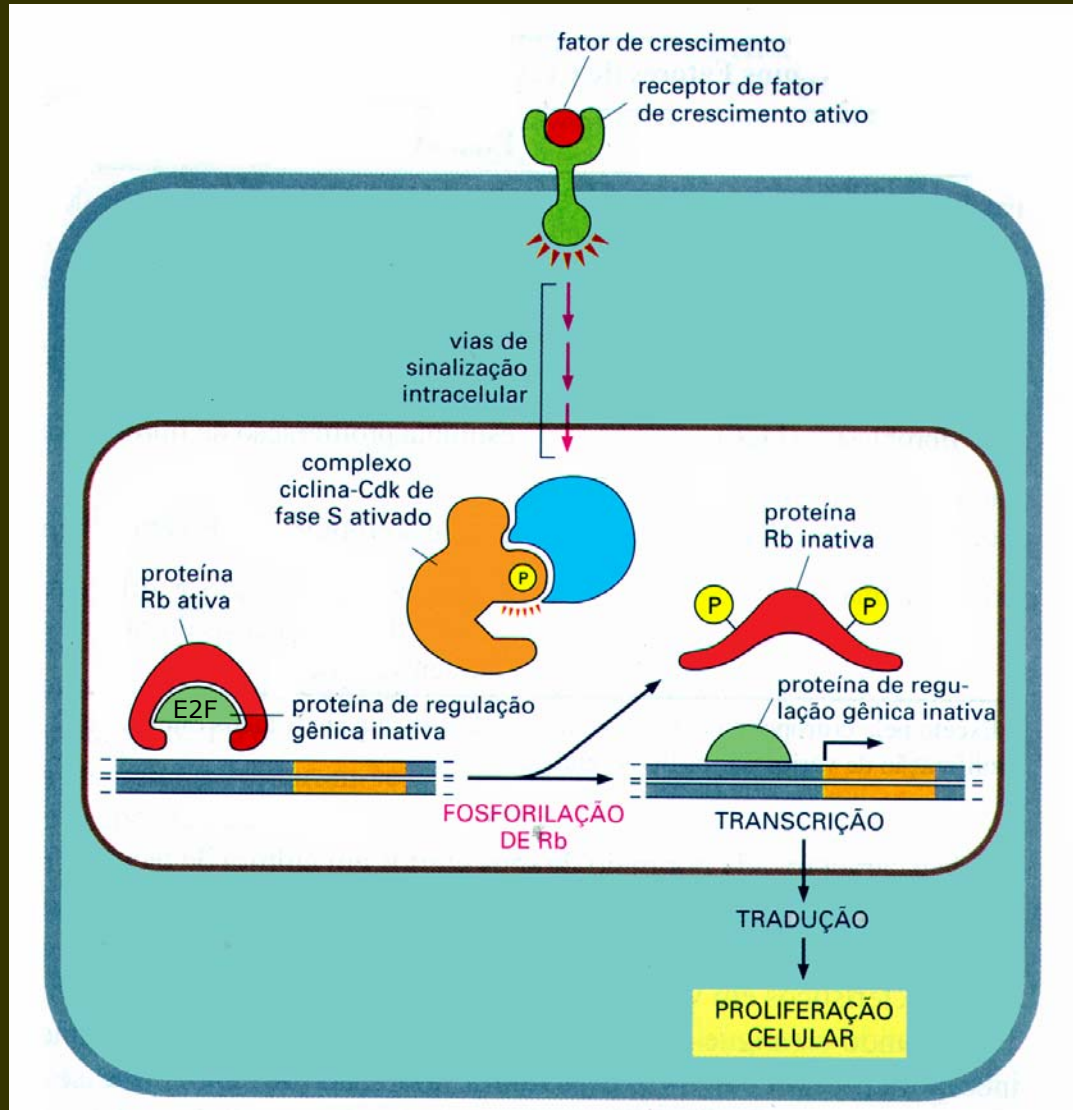 fator de crescimento
receptor de fator
de crescimento ativo
vias de
sinalização
intracelular
complexo
ciclina-Cdk de
fase S ativado
P
proteína
Rb inativa
P
P
proteína
Rb ativa
E2F
proteína de regulação
gênica inativa
proteína de regu-
lação gênica inativa
FOSFORILAÇÃO
DE Rb
TRANSCRIÇÃO
TRADUÇÃO
PROLIFERAÇÃO
CELULAR